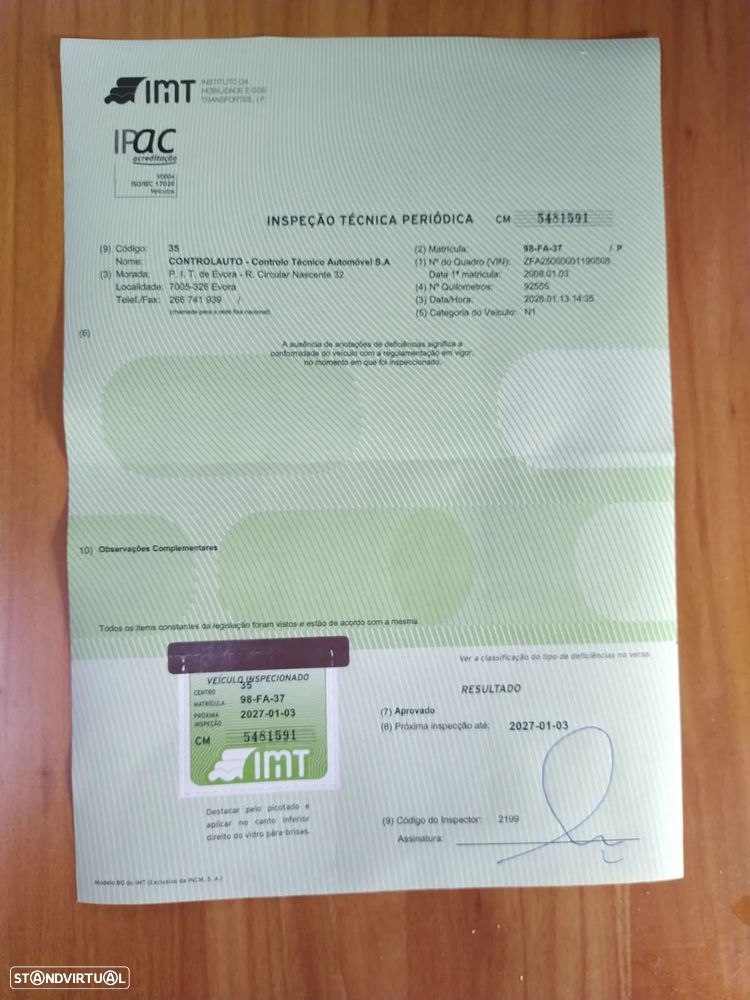 IMT INSTITUTO DA
MOBILIDADE E DOS
TRANSPORTES, I.P.
IPAC
acreditação
V0004
ISO/IEC 17020
Veículos
INSPEÇÃO TÉCNICA PERIÓDICA CM 5481591
(9) Código: 35
Nome: CONTROLAUTO - Controlo Técnico Automóvel S.A
(3) Morada: P. I. T. de Evora - R. Circular Nascente 32
Localidade: 7005-326 Evora
Telef./Fax: 266 741 939 /
(chamada para a rede fixa nacional)
(2) Matrícula: 98-FA-37 / P
(1) Nº do Quadro (VIN):
Data 1ª matrícula: 2008.01.03
(4) Nº Quilometros: 92555
(3) Data/Hora: 2026.01.13 14:35
(5) Categoria do Veículo: N1
(6)
A ausência de anotações de deficiências significa a
conformidade do veículo com a regulamentação em vigor,
no momento em que foi inspeccionado.
10) Observações Complementares
Todos os itens constantes da legislação foram vistos e estão de acordo com a mesma.
Ver a classificação do tipo de deficiências no verso.
VEÍCULO INSPECIONADO
CENTRO 35
MATRÍCULA 98-FA-37
PRÓXIMA INSPEÇÃO 2027-01-03
CM 5481591
IMT
Destacar pelo picotado e
aplicar no canto inferior
direito do vidro pára-brisas.
RESULTADO
(7) Aprovado
(8) Próxima inspecção até: 2027-01-03
(9) Código do Inspector: 2199
Assinatura:
Modelo BD do IMT (Exclusivo da INCM, S. A.)
STANDVIRTUAL